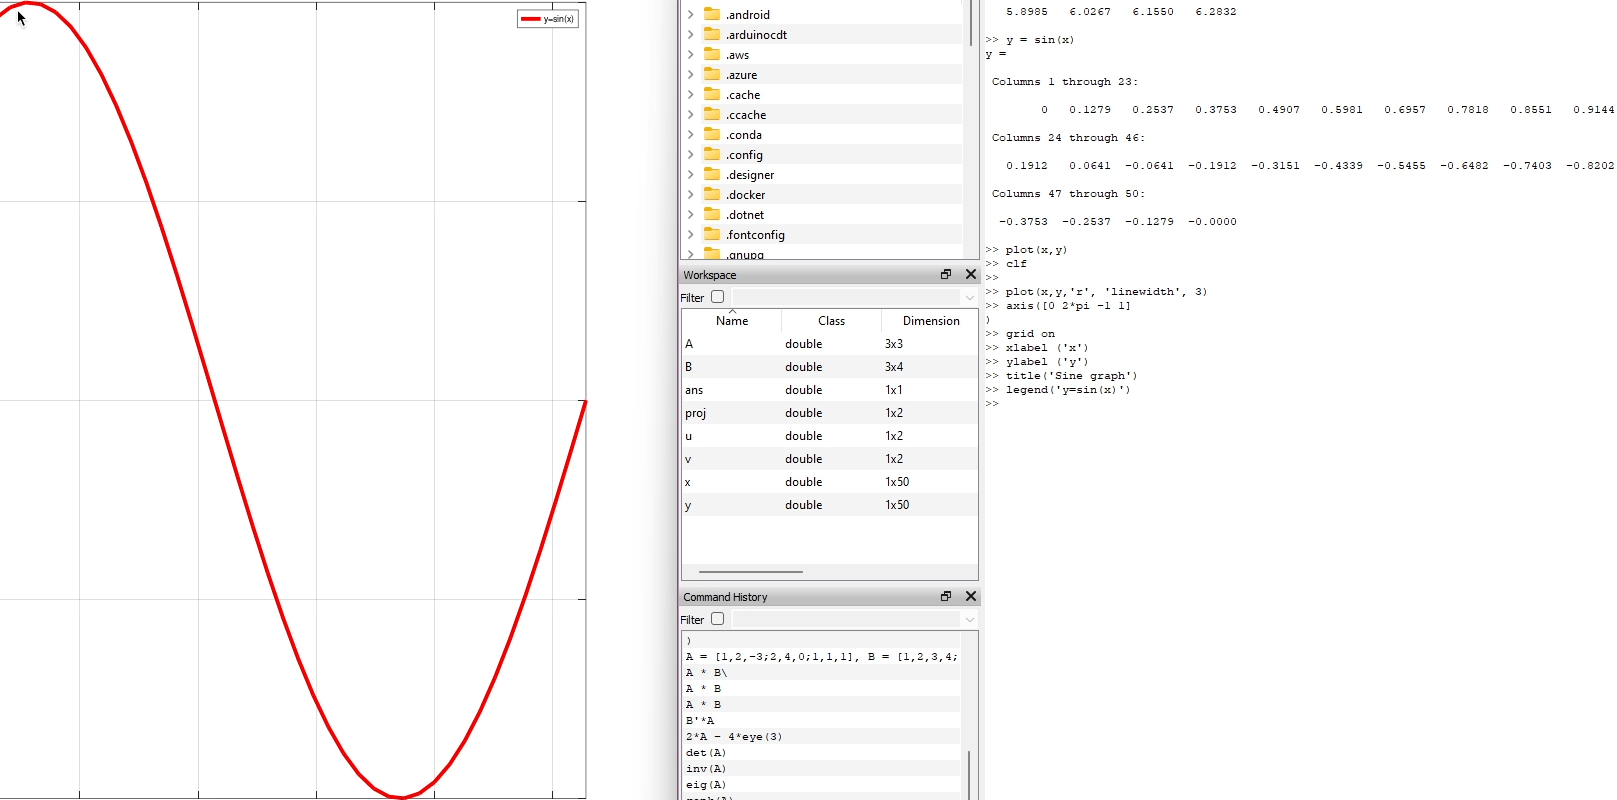 y=sin(x)
.android
.arduinocdt
.aws
.azure
.cache
.ccache
.conda
.config
.designer
.docker
.dotnet
.fontconfig
.gnupg
Workspace
Filter
Name Class Dimension
A double 3x3
B double 3x4
ans double 1x1
proj double 1x2
u double 1x2
v double 1x2
x double 1x50
y double 1x50
Command History
Filter
)
A = [1,2,-3;2,4,0;1,1,1], B = [1,2,3,4;
A * B\
A * B
A * B
B'*A
2*A - 4*eye(3)
det(A)
inv(A)
eig(A)
5.8985 6.0267 6.1550 6.2832
>> y = sin(x)
y =
Columns 1 through 23:
0 0.1279 0.2537 0.3753 0.4907 0.5981 0.6957 0.7818 0.8551 0.9144
Columns 24 through 46:
0.1912 0.0641 -0.0641 -0.1912 -0.3151 -0.4339 -0.5455 -0.6482 -0.7403 -0.8202
Columns 47 through 50:
-0.3753 -0.2537 -0.1279 -0.0000
>> plot(x,y)
>> clf
>>
>> plot(x,y,'r', 'linewidth', 3)
>> axis([0 2*pi -1 1]
)
>> grid on
>> xlabel ('x')
>> ylabel ('y')
>> title('Sine graph')
>> legend('y=sin(x)')
>>